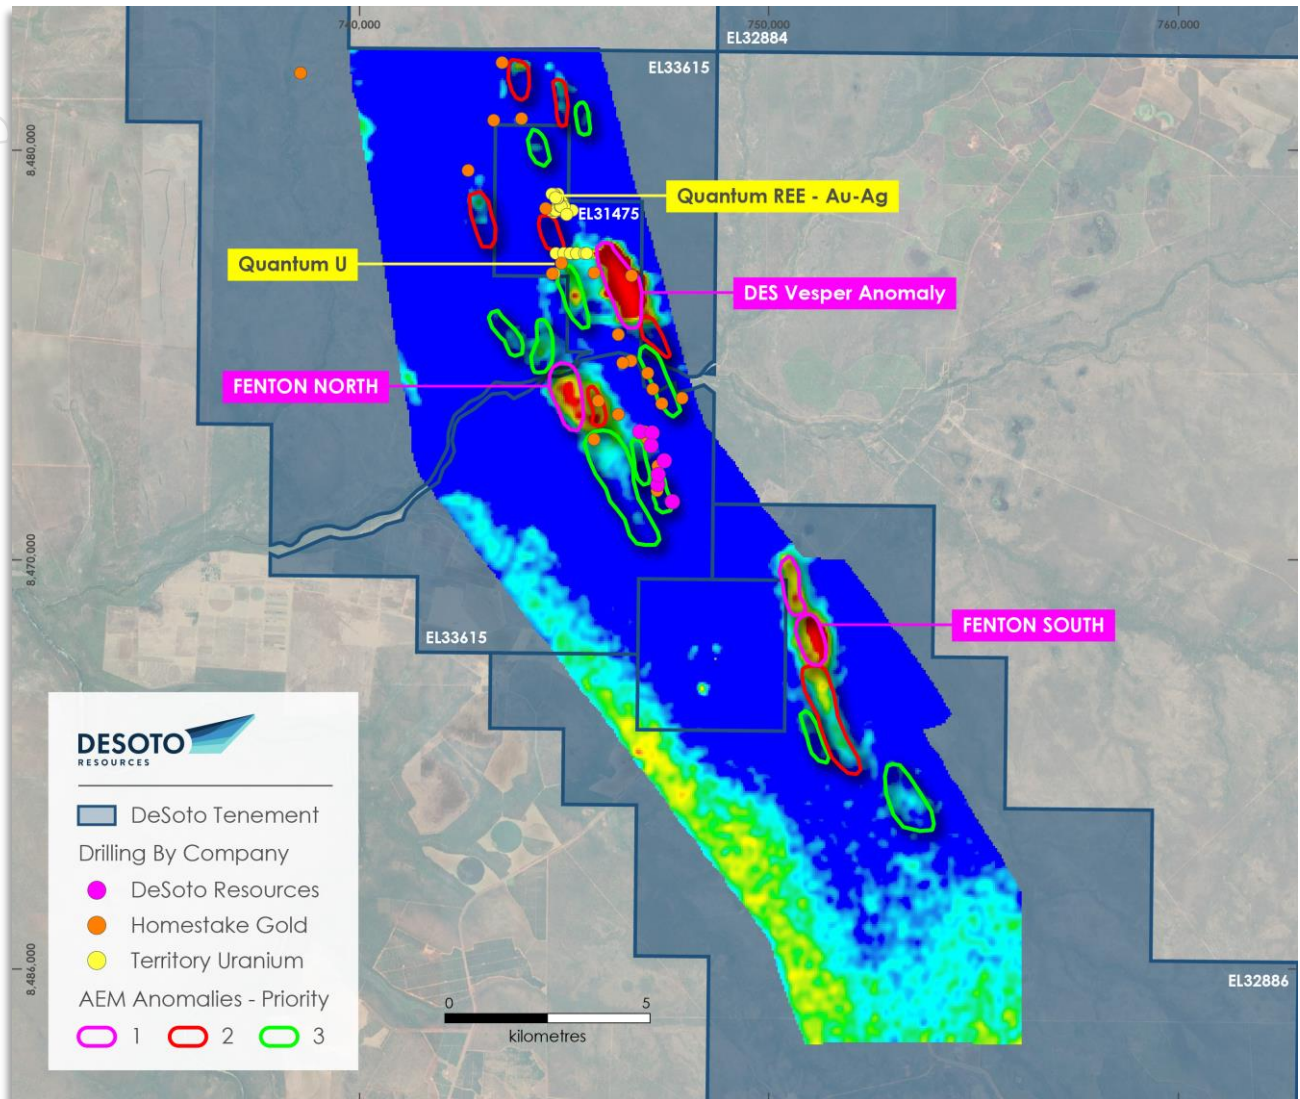 740,000
750,000
760,000
EL32884
EL33615
8,480,000
Quantum REE - Au-Ag
EL31475
Quantum U
DES Vesper Anomaly
FENTON NORTH
8,470,000
FENTON SOUTH
EL33615
DESOTO
RESOURCES
DeSoto Tenement
Drilling By Company
DeSoto Resources
Homestake Gold
Territory Uranium
AEM Anomalies - Priority
1 2 3
0 5
kilometres
8,486,000
EL32886